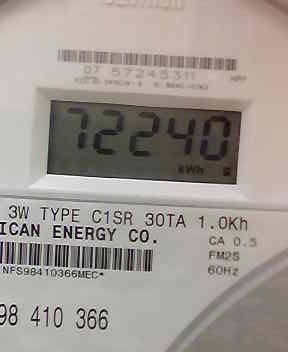 07 57245311
72240
kWh
3W TYPE C1SR 30TA 1.0Kh
ICAN ENERGY CO.
CA 0.5
FM2S
60Hz
NFS98410366MEC*
98 410 366